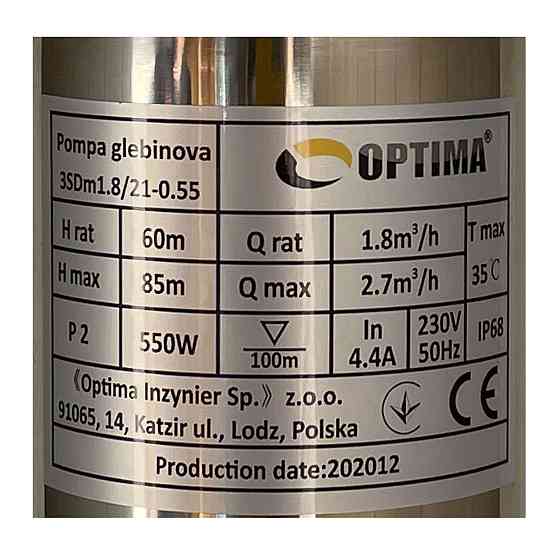 Pompa glebinova
3SDm1.8/21-0.55
OPTIMA®
H rat 60m Q rat 1.8m³/h T max
H max 85m Q max 2.7m³/h 35℃
P 2 550W 100m In 4.4A 230V 50Hz IP68
《Optima Inzynier Sp.》 z.o.o.
91065, 14, Katzir ul., Lodz, Polska
CE
Production date:202012